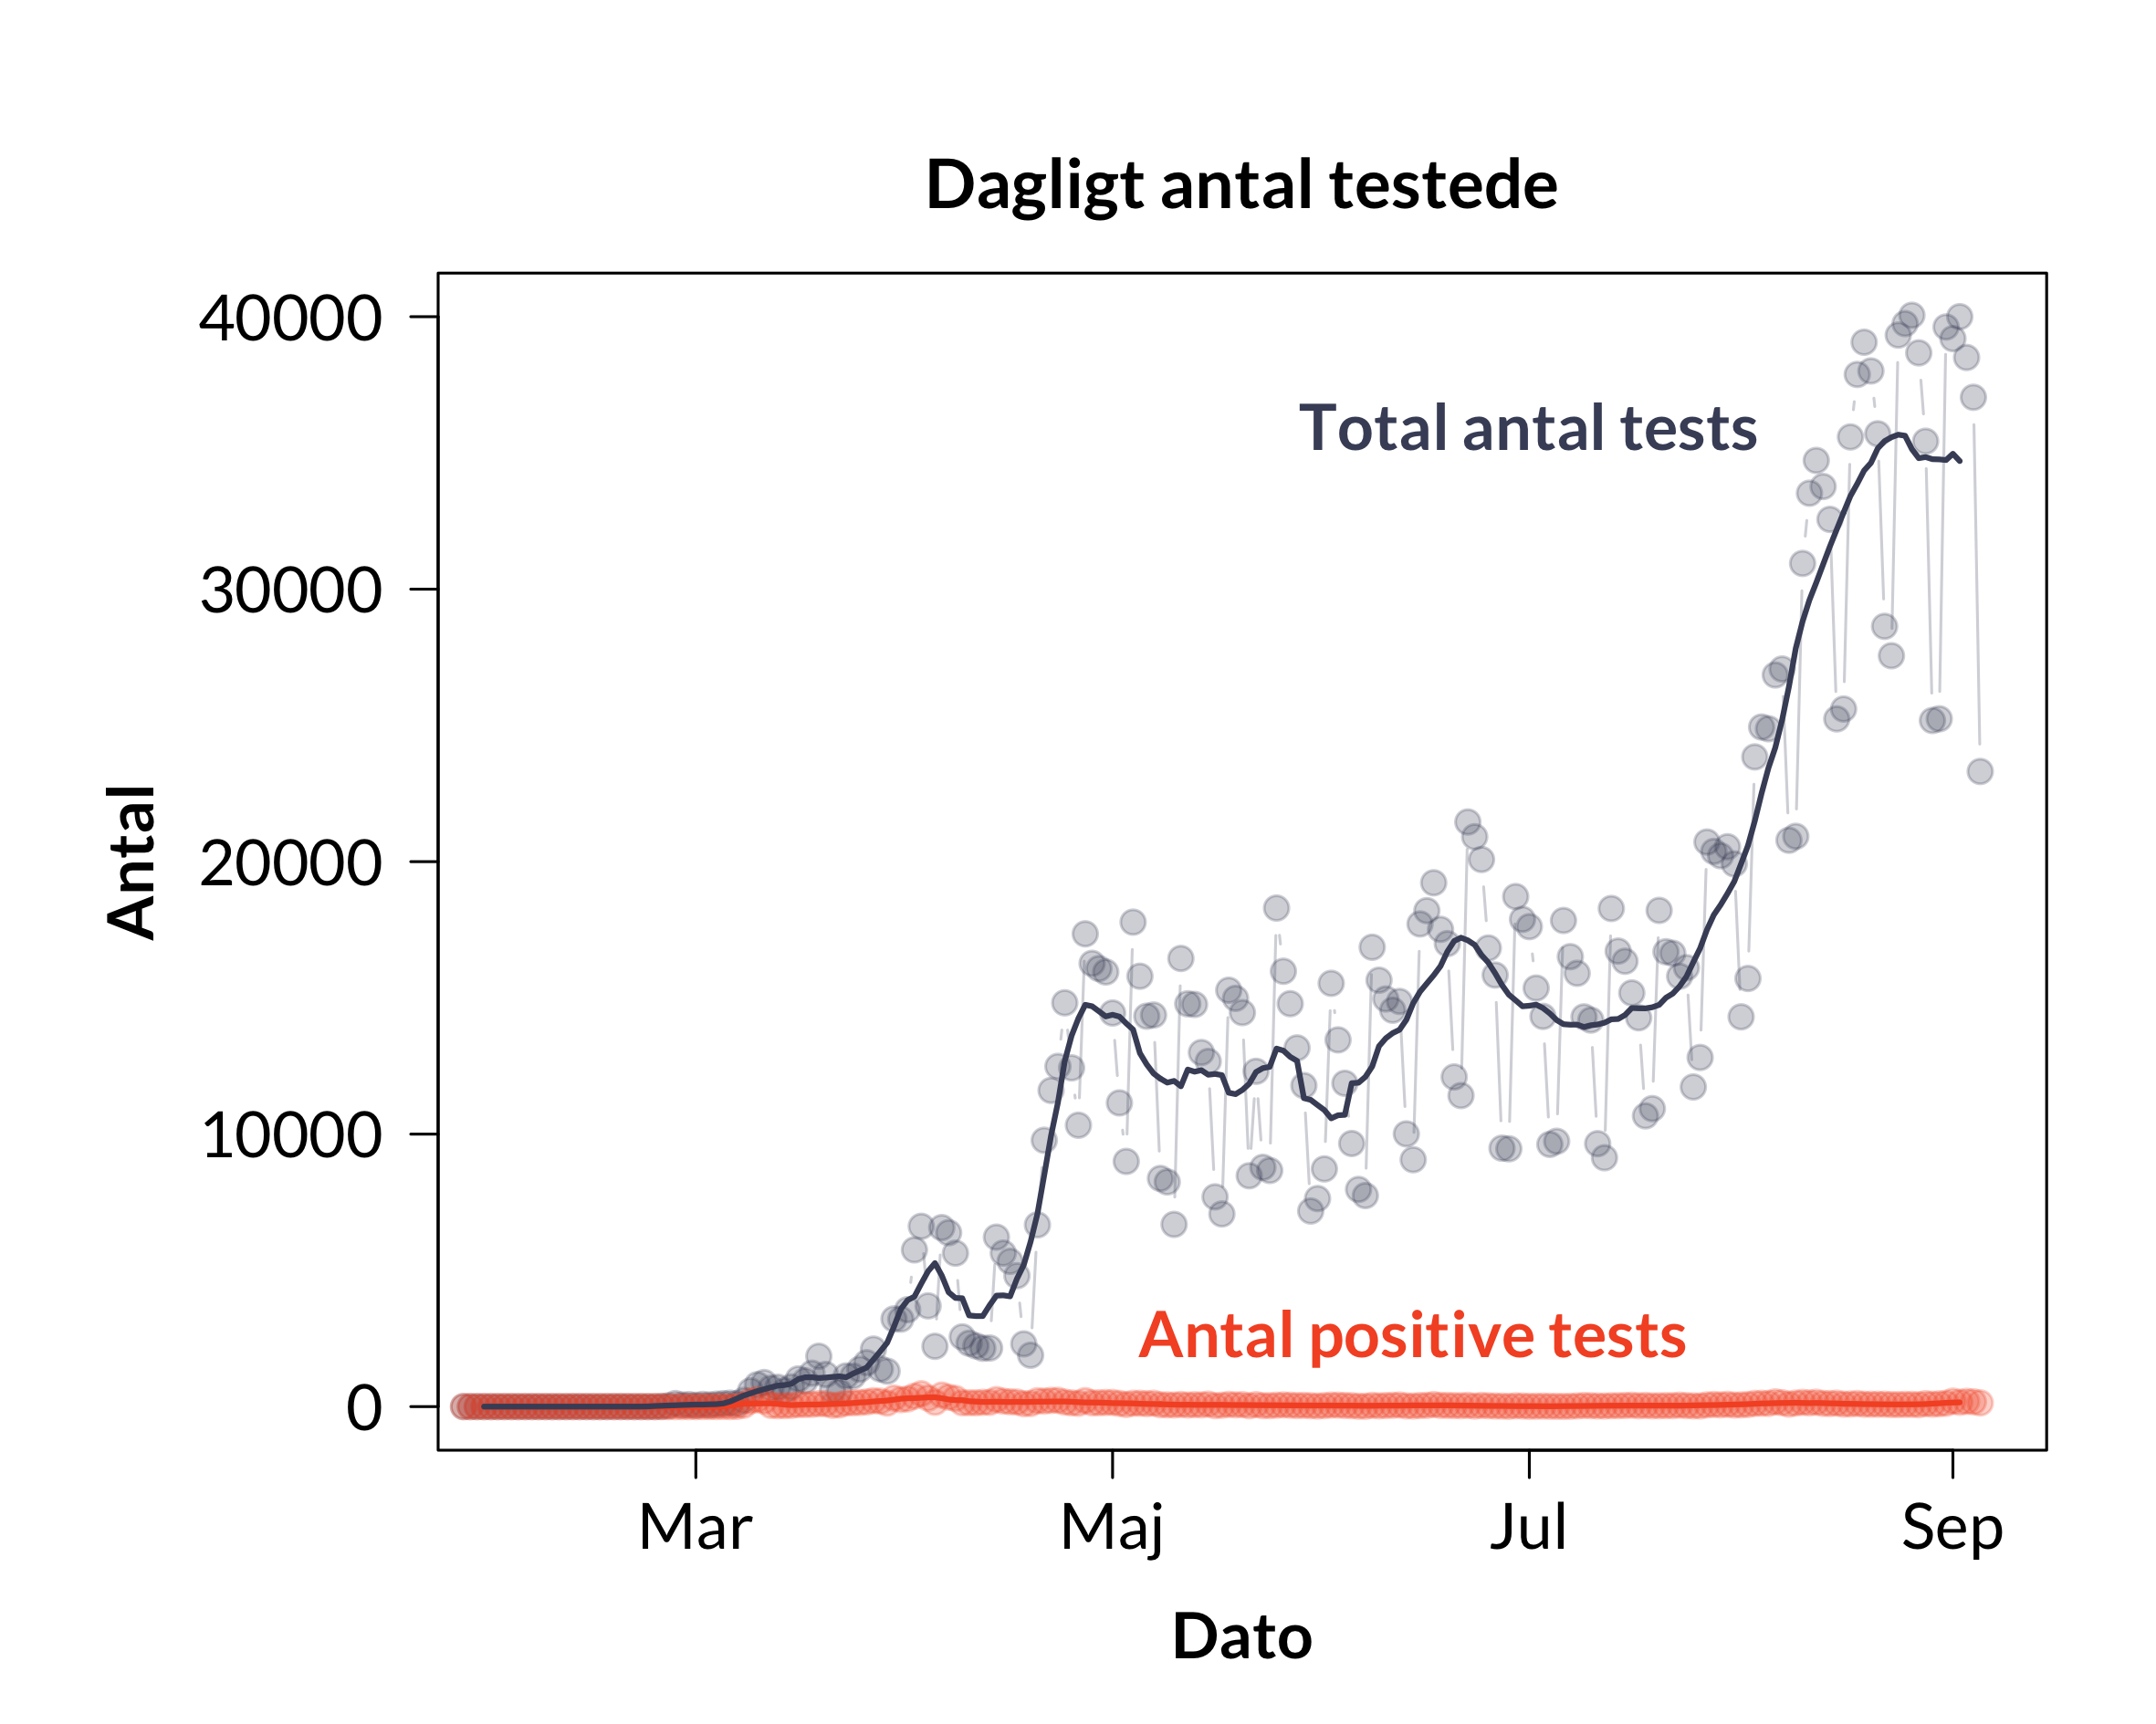 Dagligt antal testede
40000
30000
20000
10000
0
Antal
Total antal tests
Antal positive tests
Mar
Maj
Jul
Sep
Dato